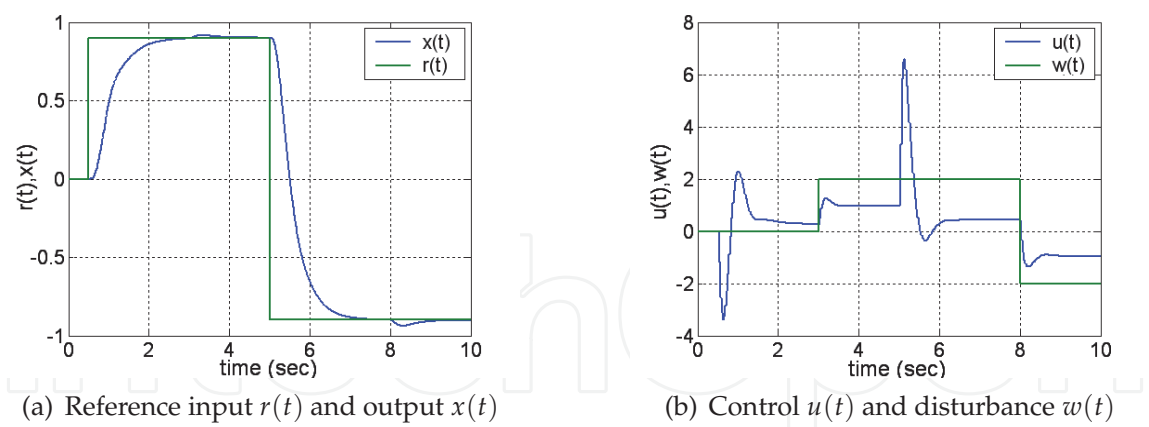 1
0.5
0
-0.5
-1
r(t),x(t)
x(t)
r(t)
0 2 4 6 8 10
time (sec)
(a) Reference input r(t) and output x(t)
8
6
4
2
0
-2
-4
u(t),w(t)
u(t)
w(t)
0 2 4 6 8 10
time (sec)
(b) Control u(t) and disturbance w(t)